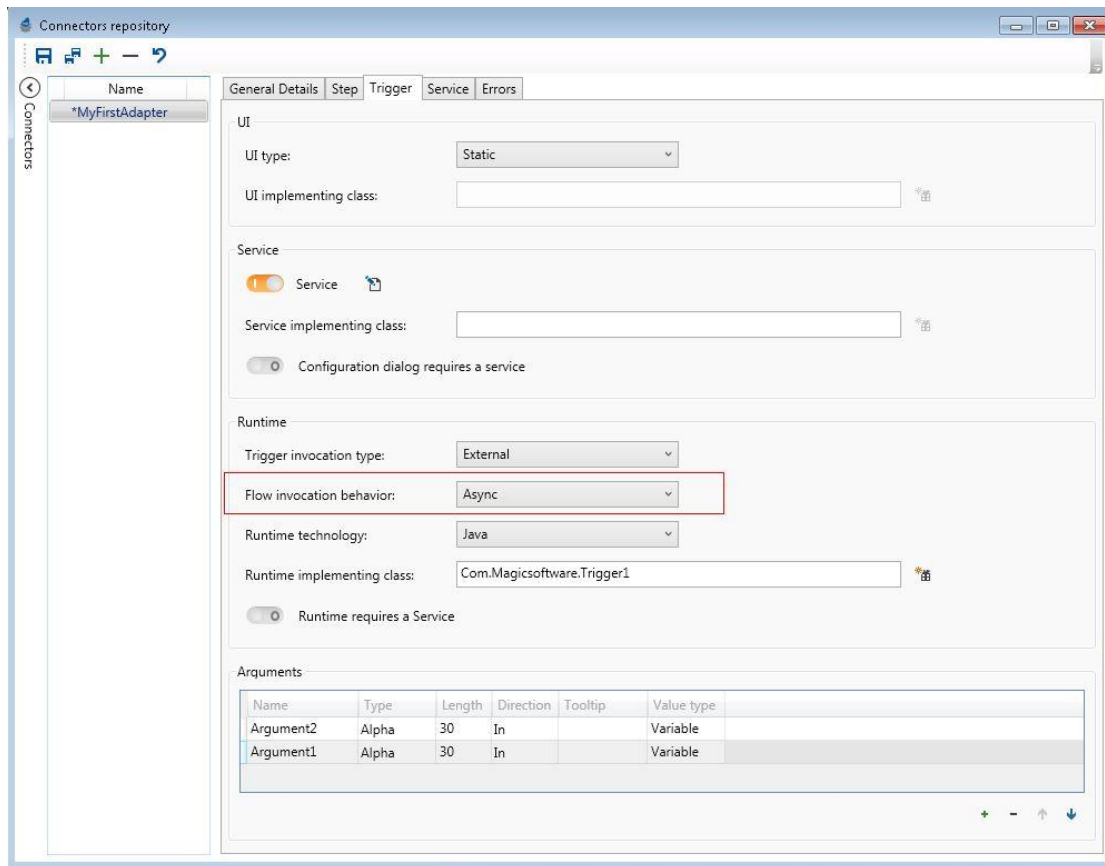 Connectors repository
Connectors
Name
*MyFirstAdapter
General Details Step Trigger Service Errors
UI
UI type: Static
UI implementing class:
Service
Service
Service implementing class:
Configuration dialog requires a service
Runtime
Trigger invocation type: External
Flow invocation behavior: Async
Runtime technology: Java
Runtime implementing class: Com.Magicsoftware.Trigger1
Runtime requires a Service
Arguments
Name Type Length Direction Tooltip Value type
Argument2 Alpha 30 In Variable
Argument1 Alpha 30 In Variable